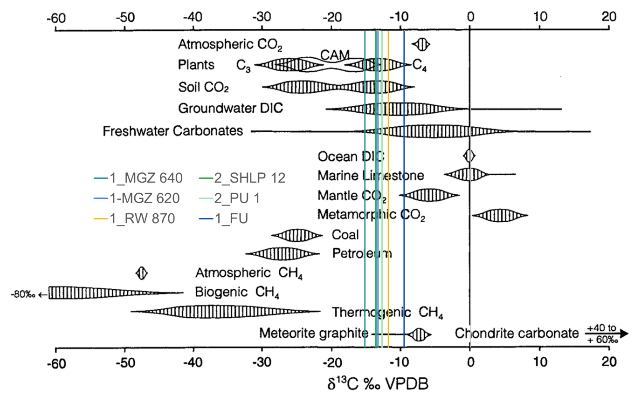 -60 -50 -40 -30 -20 -10 0 10 20
Atmospheric CO₂
CAM
Plants C₃ C₄
Soil CO₂
Groundwater DIC
Freshwater Carbonates
Ocean DIC
Marine Limestone
1_MGZ 640 2_SHLP 12
Mantle CO₂
1-MGZ 620 2_PU 1
Metamorphic CO₂
1_RW 870 1_FU
Coal
Petroleum
Atmospheric CH₄
-80‰ ← Biogenic CH₄
Thermogenic CH₄
Meteorite graphite Chondrite carbonate +40 to
+ 60‰
-60 -50 -40 -30 -20 -10 0 10 20
δ¹³C ‰ VPDB